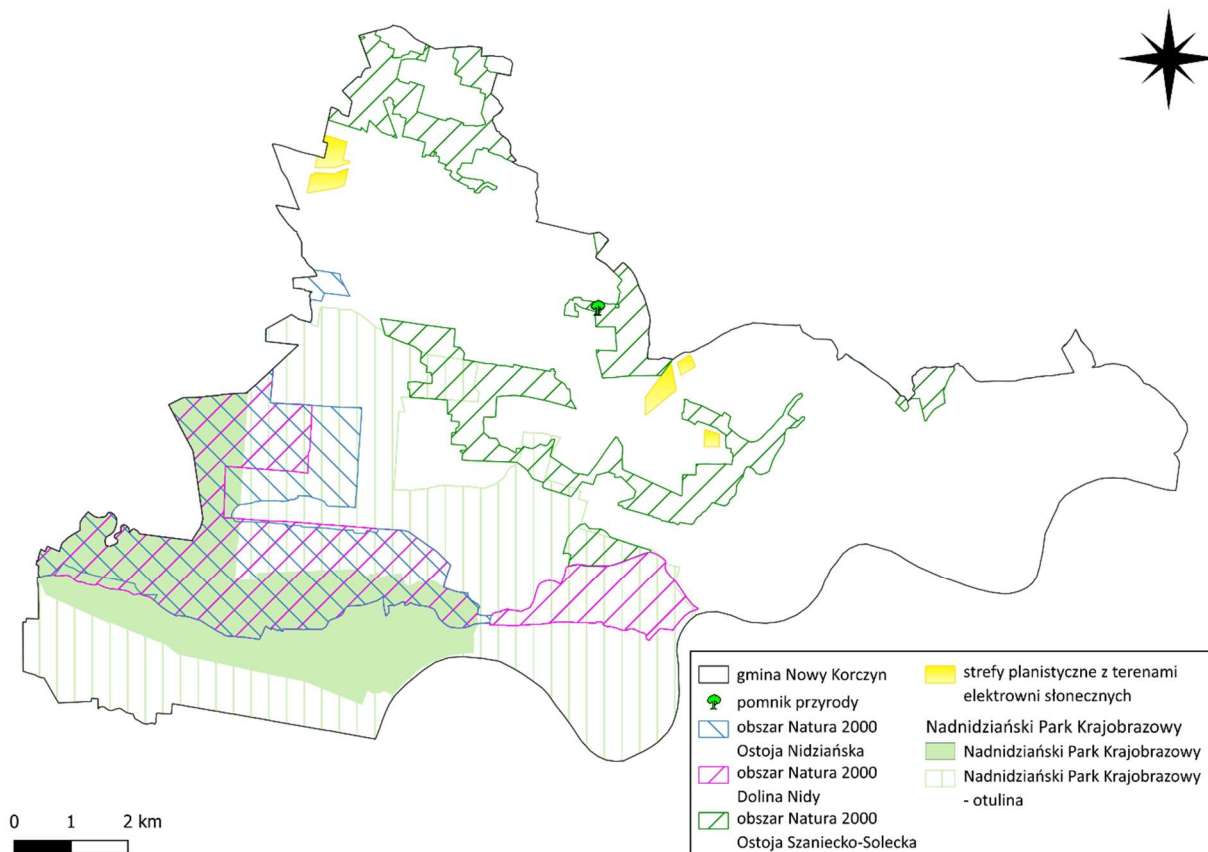 gmina Nowy Korczyn
pomnik przyrody
obszar Natura 2000
Ostoja Nidziańska
obszar Natura 2000
Dolina Nidy
obszar Natura 2000
Ostoja Szaniecko-Solecka
strefy planistyczne z terenami
elektrowni słonecznych
Nadnidziański Park Krajobrazowy
Nadnidziański Park Krajobrazowy
Nadnidziański Park Krajobrazowy
- otulina
0 1 2 km